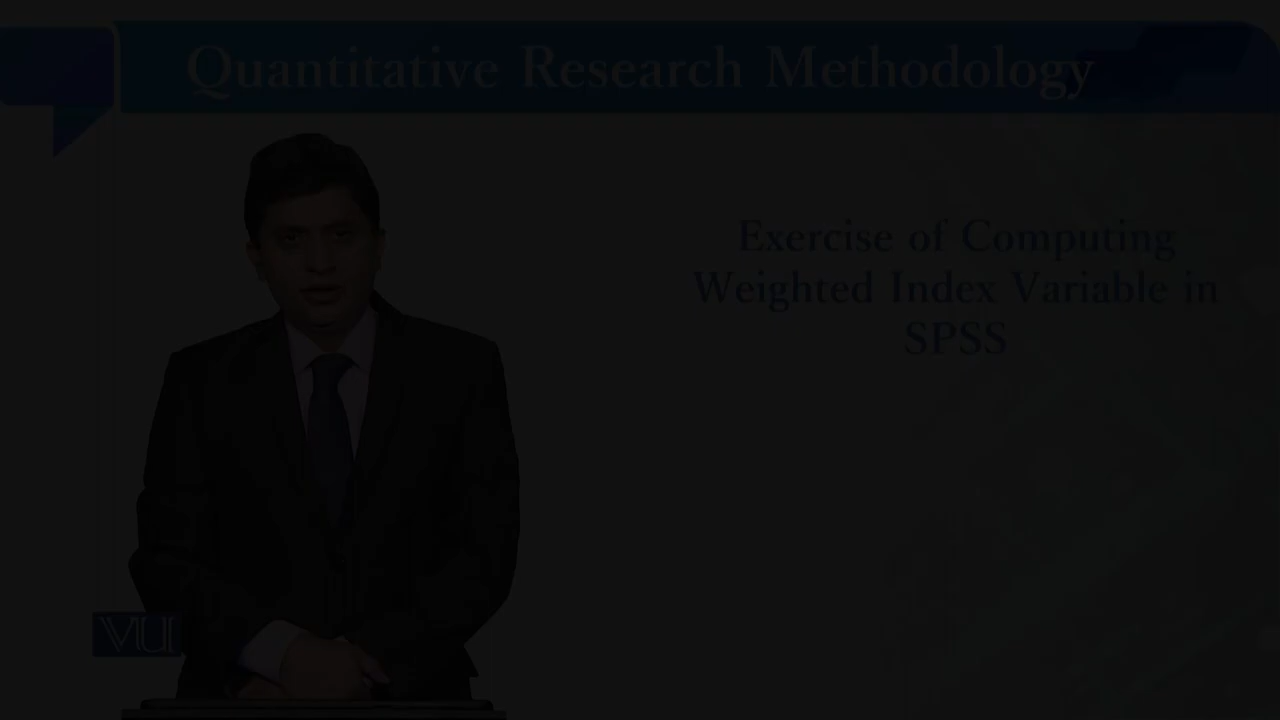 Quantitative Research Methodology
Exercise of Computing
Weighted Index Variable in
SPSS
VU